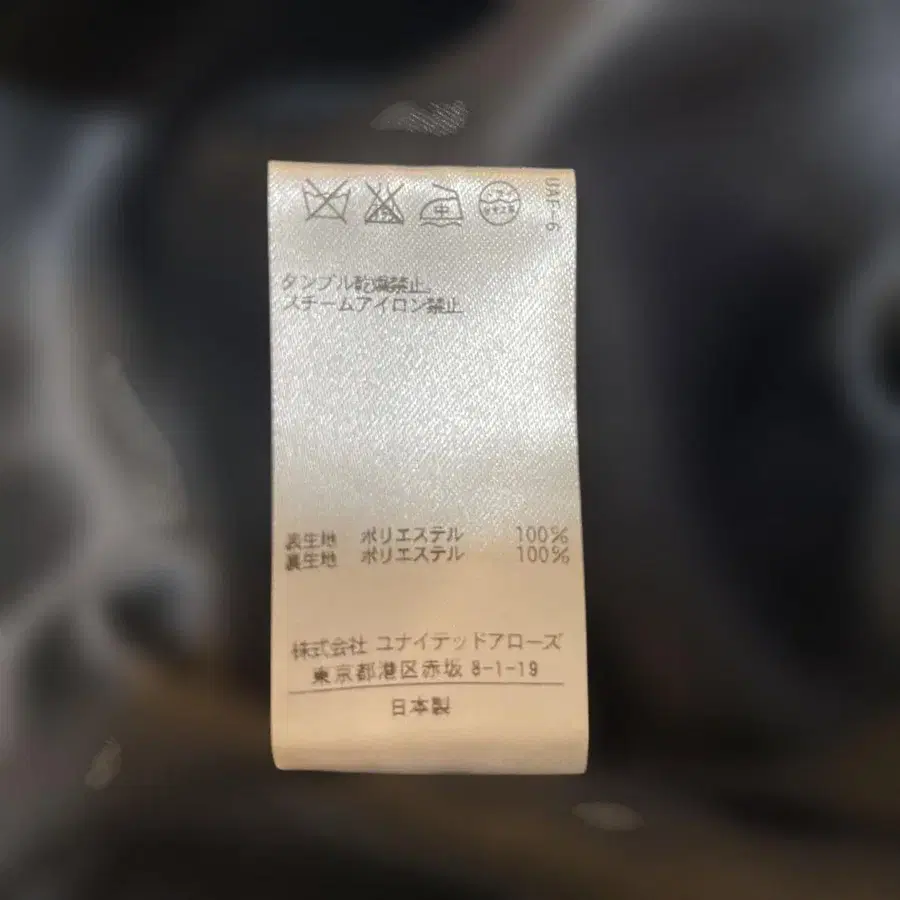 UAF-6
中
タンブル乾燥禁止。
スチームアイロン禁止
表生地 ポリエステル 100%
裏生地 ポリエステル 100%
株式会社 ユナイテッドアローズ
東京都港区赤坂 8-1-19
日本製